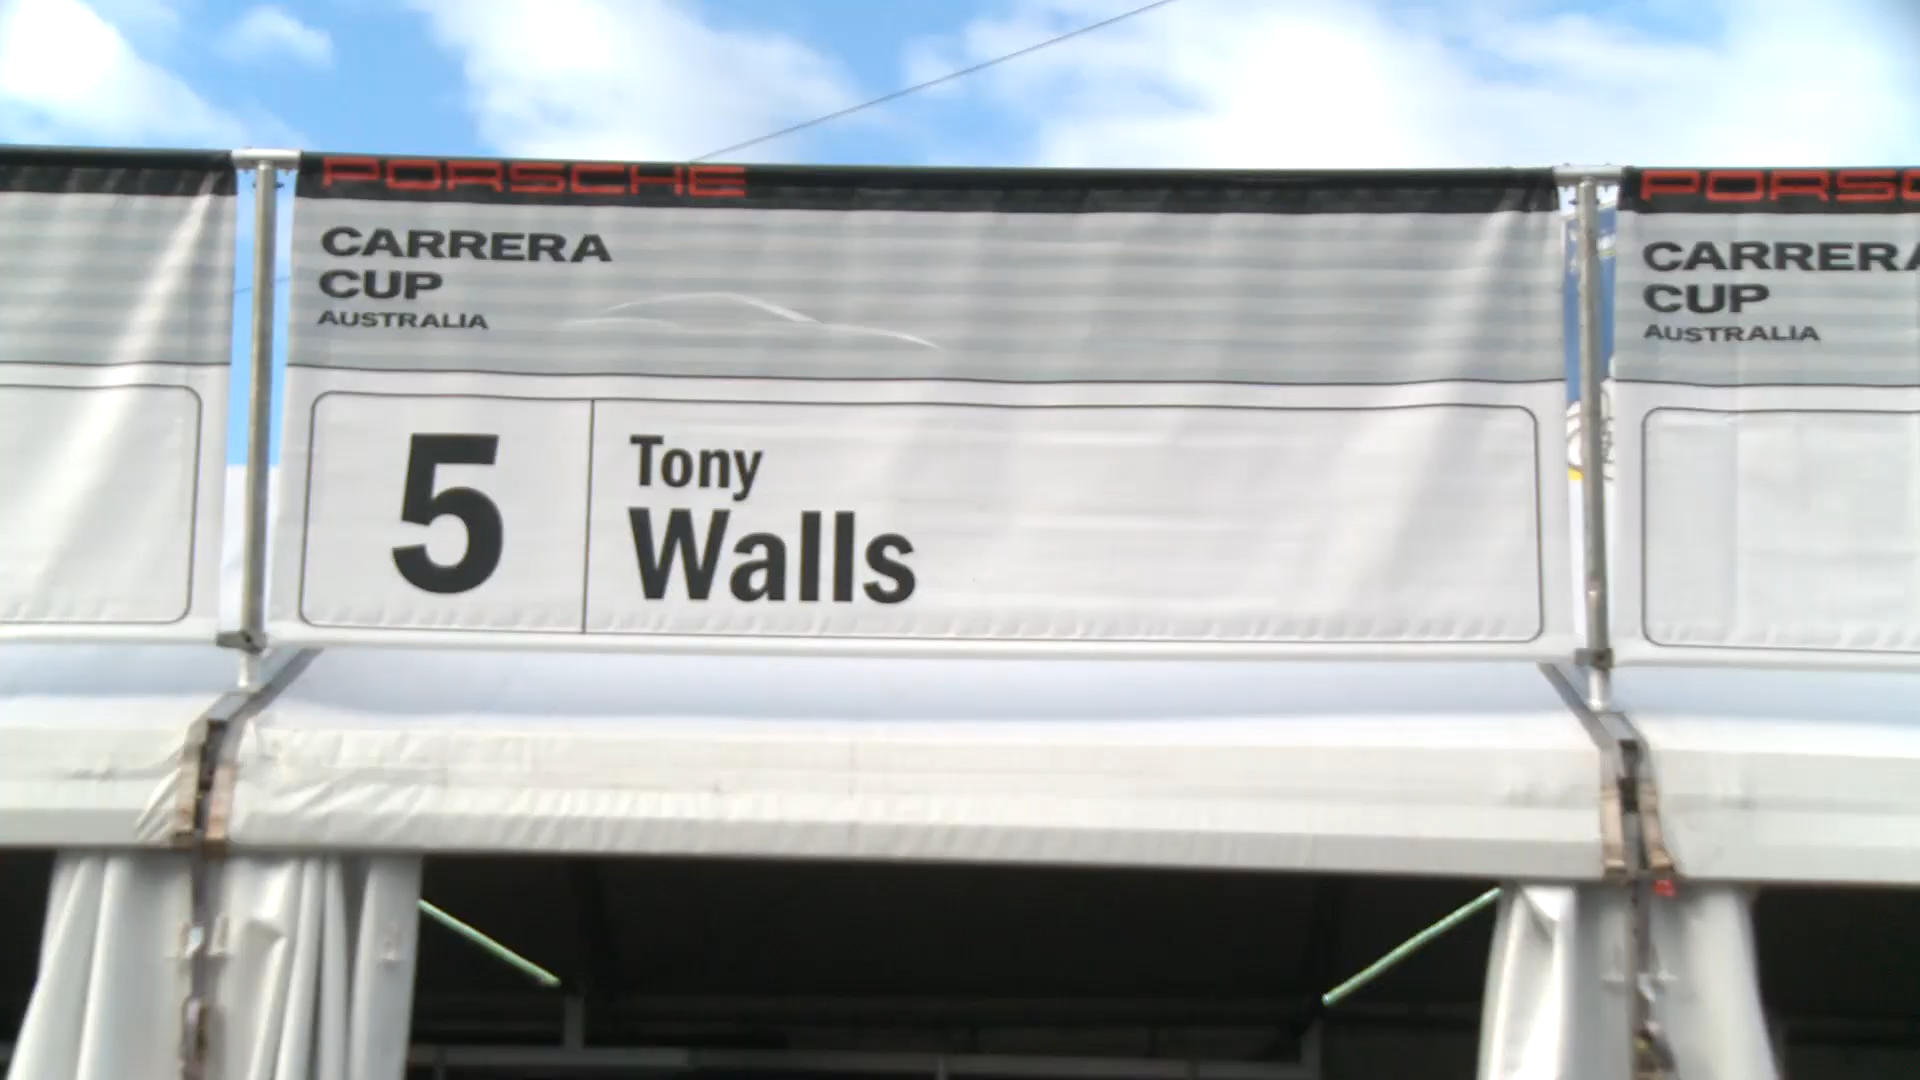 PORSCHE
CARRERA
CUP
AUSTRALIA
5
Tony
Walls
PORSC
CARRERA
CUP
AUSTRALIA